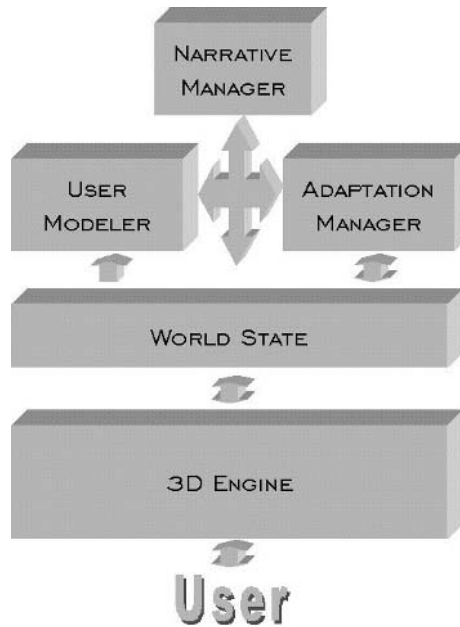 NARRATIVE
MANAGER
USER
MODELER
ADAPTATION
MANAGER
WORLD STATE
3D ENGINE
User